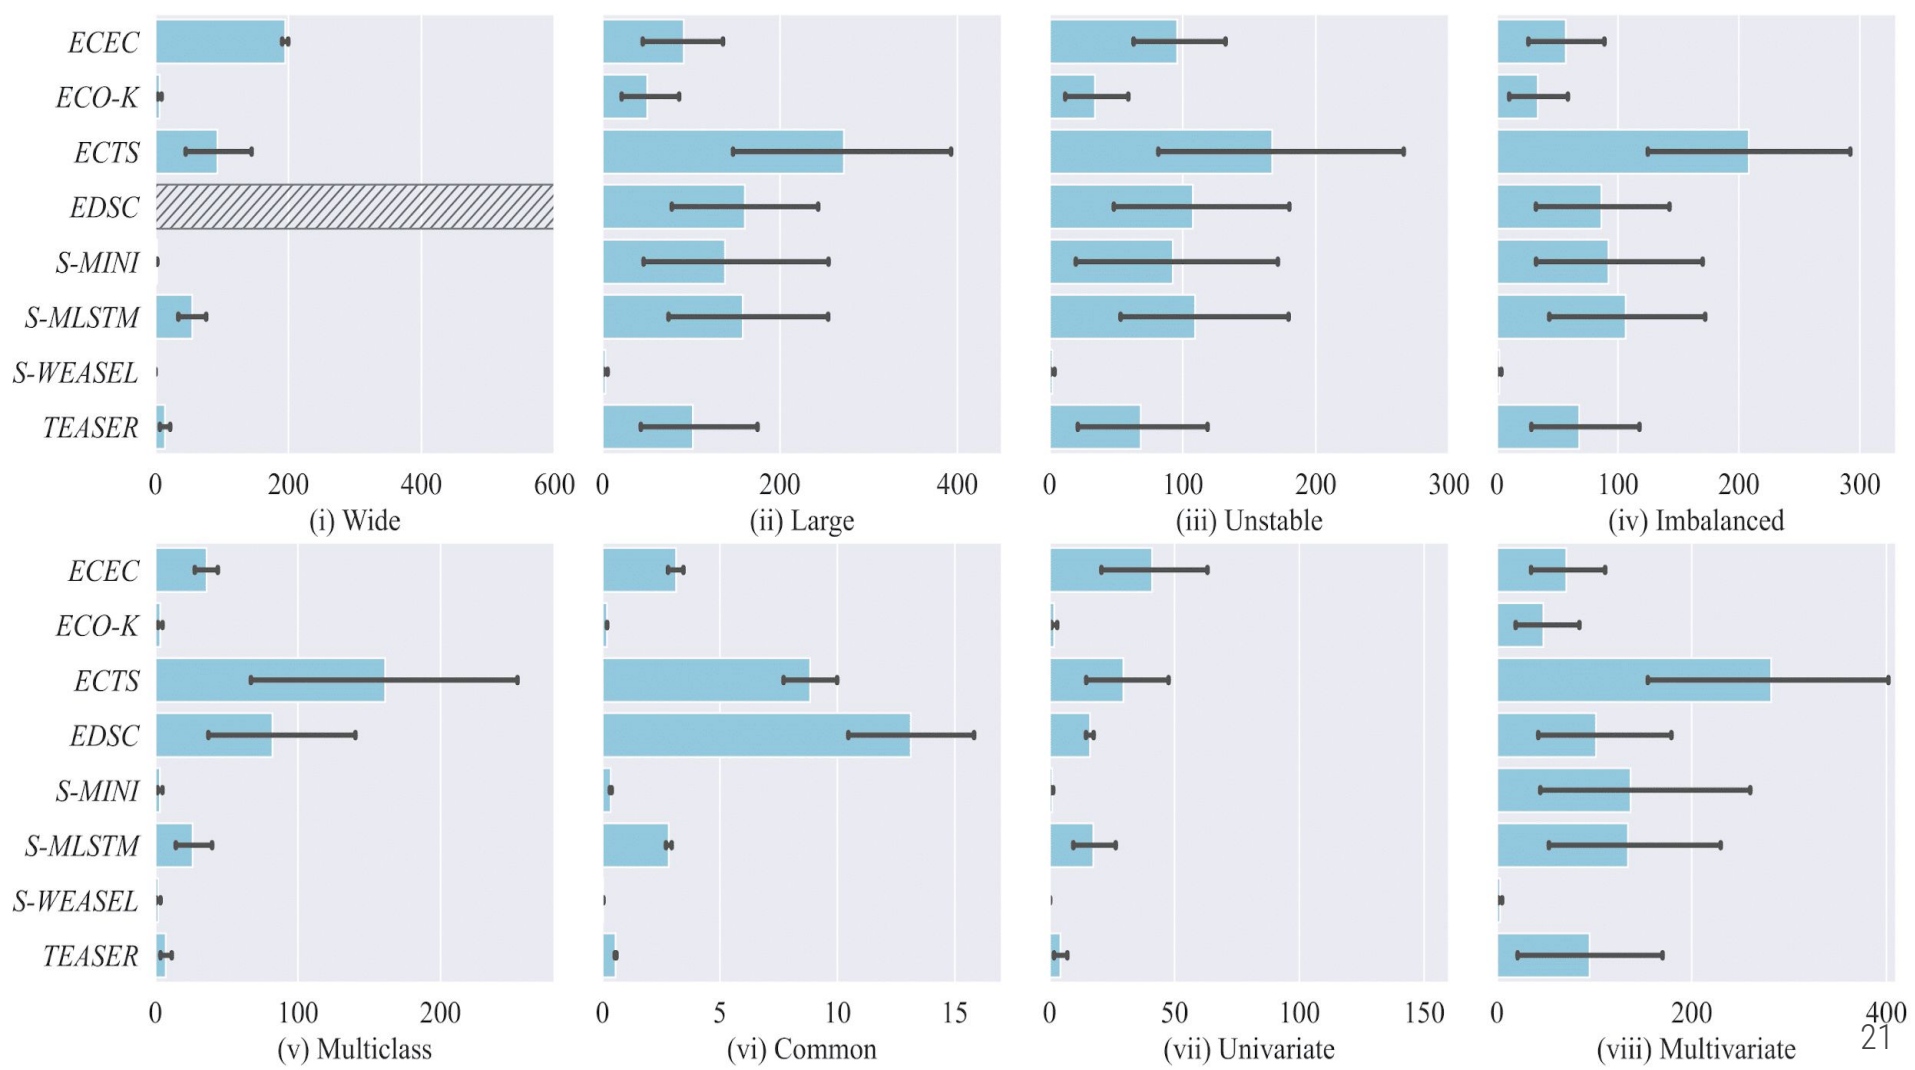 ECEC
ECO-K
ECTS
EDSC
S-MINI
S-MLSTM
S-WEASEL
TEASER
0 200 400 600
(i) Wide
0 200 400
(ii) Large
0 100 200 300
(iii) Unstable
0 100 200 300
(iv) Imbalanced
ECEC
ECO-K
ECTS
EDSC
S-MINI
S-MLSTM
S-WEASEL
TEASER
0 100 200
(v) Multiclass
0 5 10 15
(vi) Common
0 50 100 150
(vii) Univariate
0 200 400
(viii) Multivariate
21